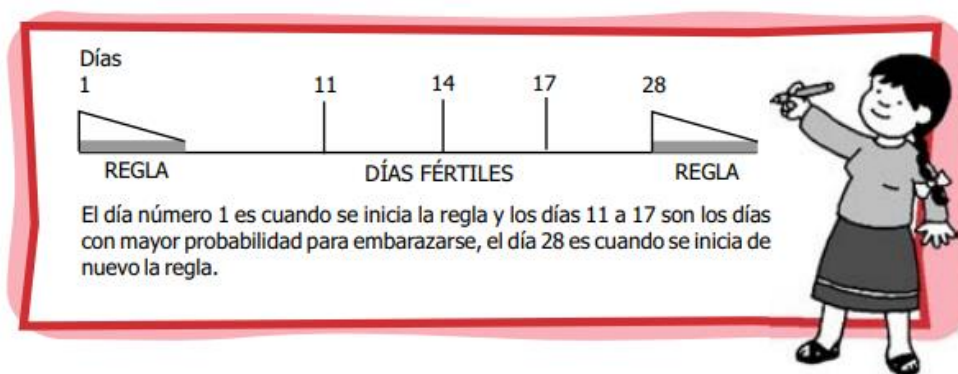 Días
1 11 14 17 28
REGLA DÍAS FÉRTILES REGLA
El día número 1 es cuando se inicia la regla y los días 11 a 17 son los días
con mayor probabilidad para embarazarse, el día 28 es cuando se inicia de
nuevo la regla.